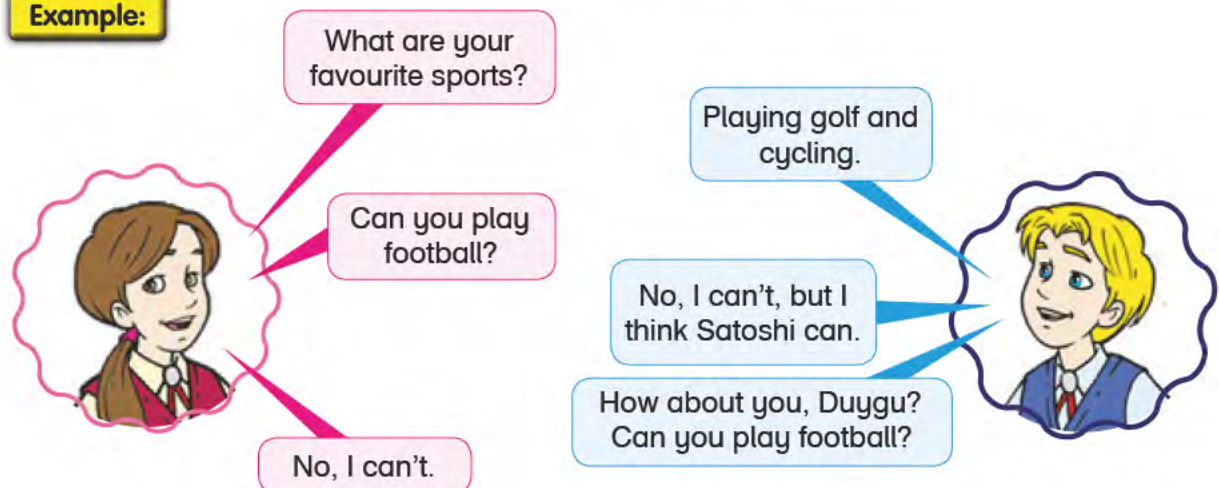 Example:
What are your
favourite sports?
Playing golf and
cycling.
Can you play
football?
No, I can't, but I
think Satoshi can.
How about you, Duygu?
Can you play football?
No, I can't.